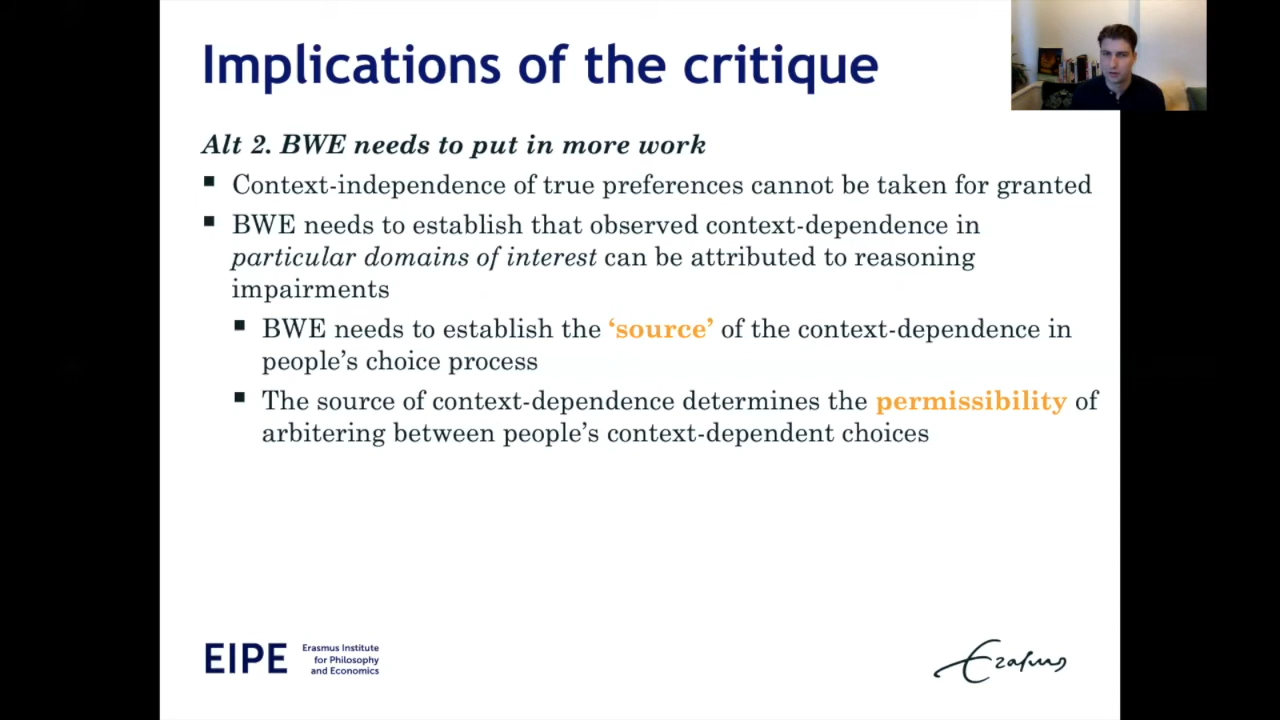 Implications of the critique
Alt 2. BWE needs to put in more work
Context-independence of true preferences cannot be taken for granted
BWE needs to establish that observed context-dependence in
particular domains of interest can be attributed to reasoning
impairments
BWE needs to establish the ‘source’ of the context-dependence in
people’s choice process
The source of context-dependence determines the permissibility of
arbitering between people’s context-dependent choices
EIPE
Erasmus Institute
for Philosophy
and Economics
Erasmus